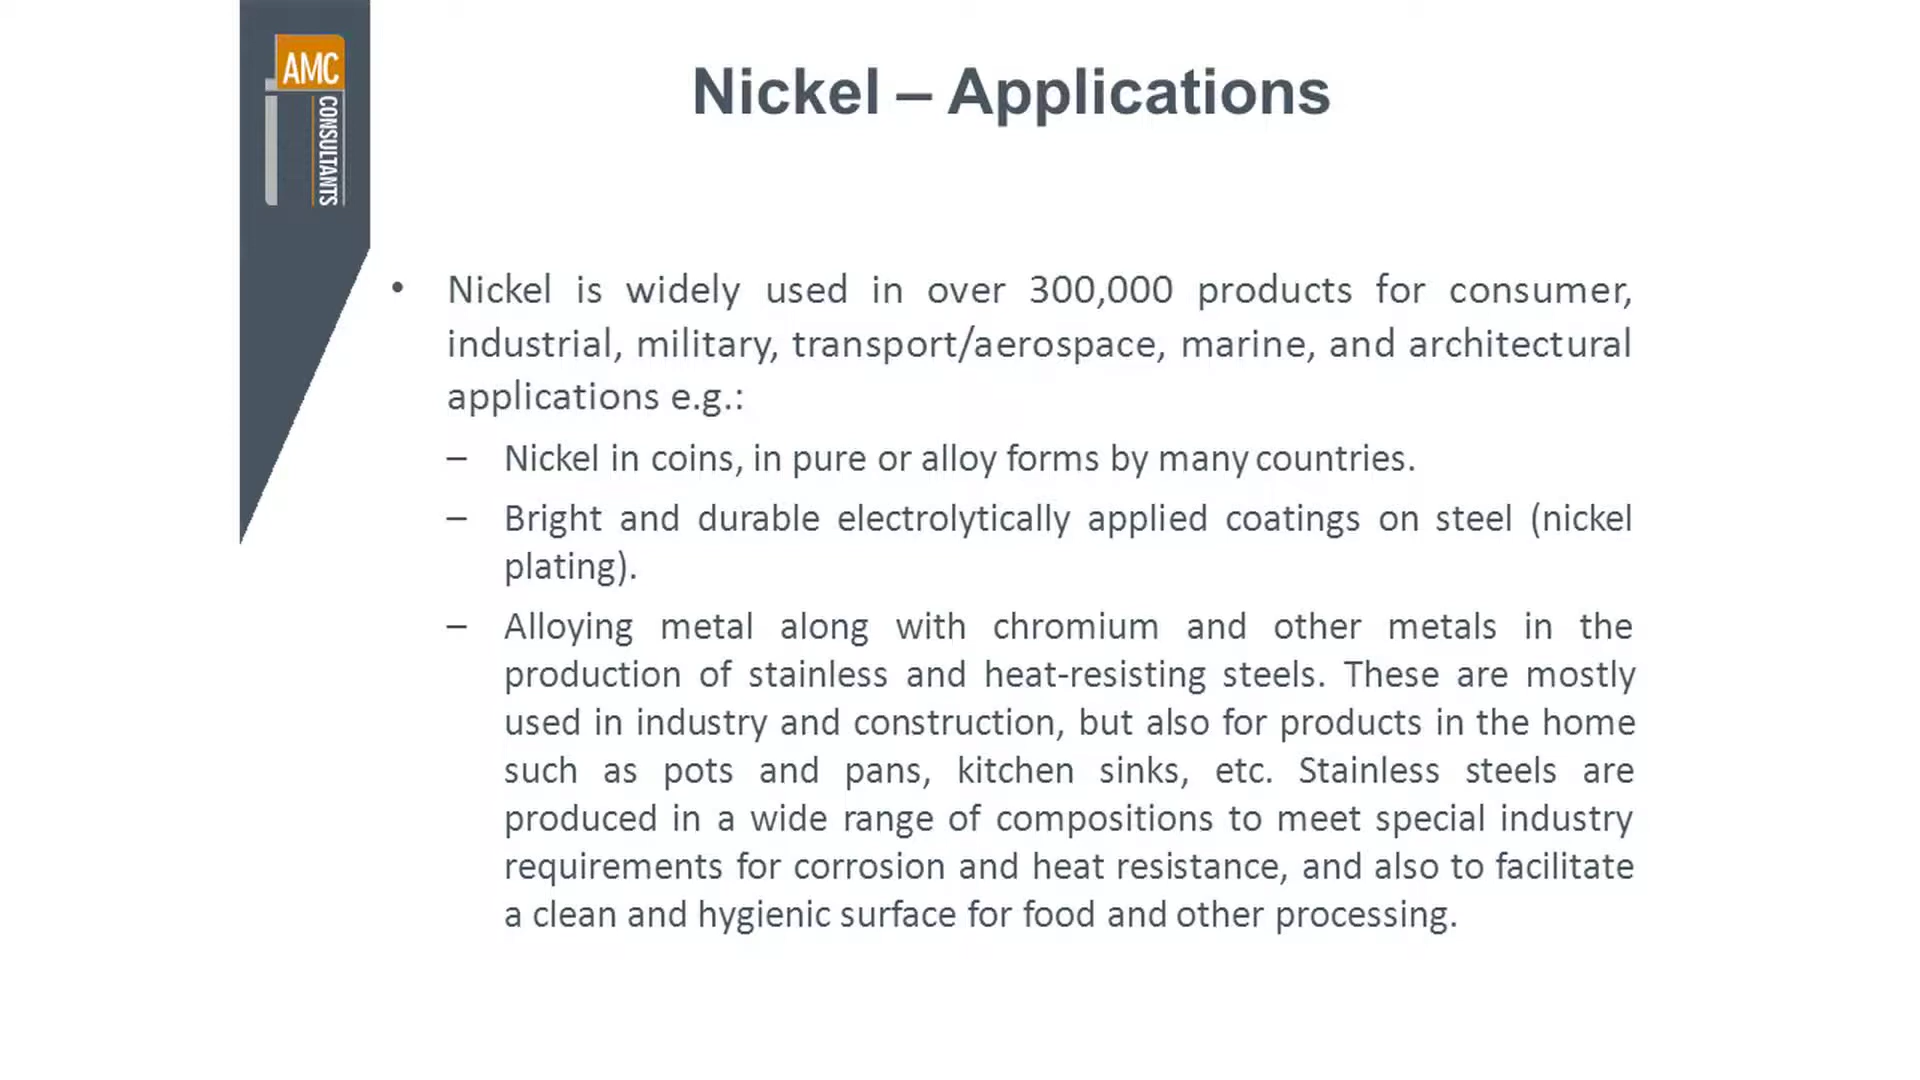 AMC
CONSULTANTS
Nickel – Applications
• Nickel is widely used in over 300,000 products for consumer,
industrial, military, transport/aerospace, marine, and architectural
applications e.g.:
– Nickel in coins, in pure or alloy forms by many countries.
– Bright and durable electrolytically applied coatings on steel (nickel
plating).
– Alloying metal along with chromium and other metals in the
production of stainless and heat-resisting steels. These are mostly
used in industry and construction, but also for products in the home
such as pots and pans, kitchen sinks, etc. Stainless steels are
produced in a wide range of compositions to meet special industry
requirements for corrosion and heat resistance, and also to facilitate
a clean and hygienic surface for food and other processing.